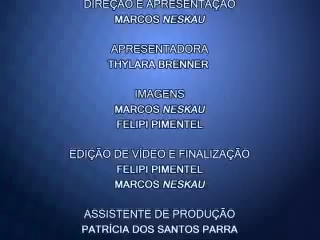 DIREÇÃO E APRESENTAÇÃO
MARCOS NESKAU
APRESENTADORA
THYLARA BRENNER
IMAGENS
MARCOS NESKAU
FELIPI PIMENTEL
EDIÇÃO DE VÍDEO E FINALIZAÇÃO
FELIPI PIMENTEL
MARCOS NESKAU
ASSISTENTE DE PRODUÇÃO
PATRÍCIA DOS SANTOS PARRA